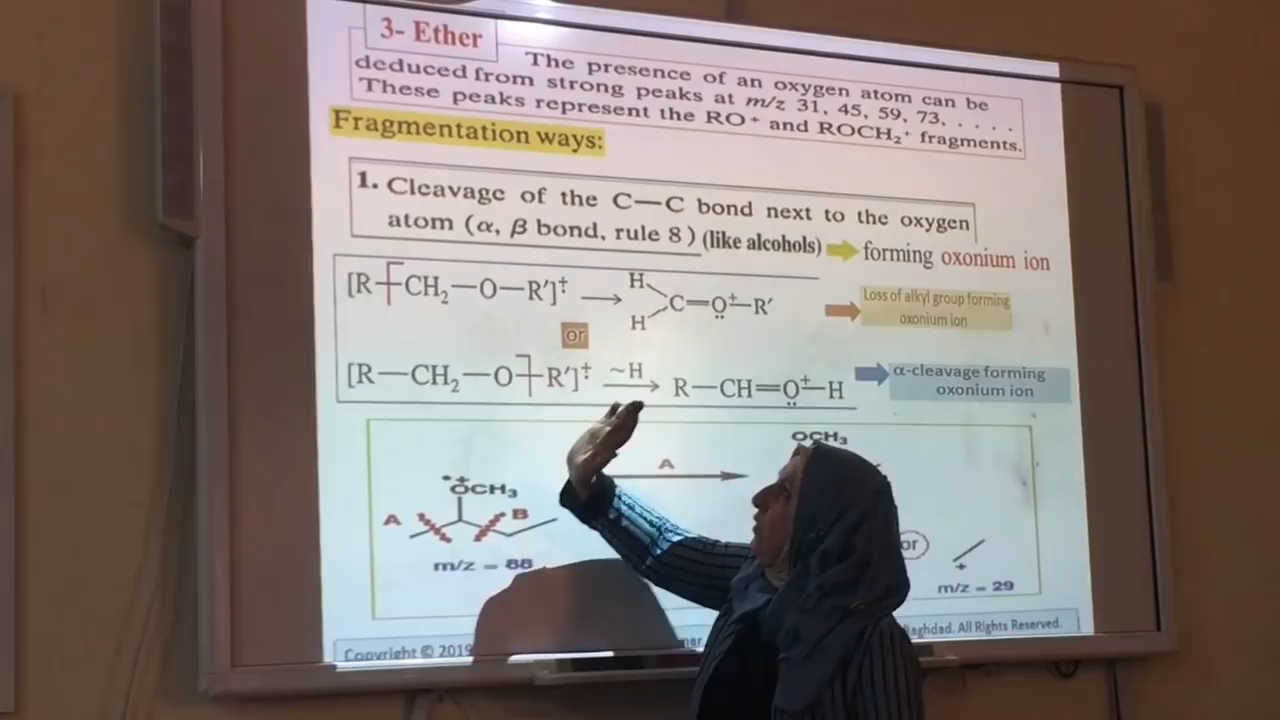 3- Ether
The presence of an oxygen atom can be
deduced from strong peaks at m/z 31, 45, 59, 73, . . . .
These peaks represent the RO⁺ and ROCH₂⁺ fragments.
Fragmentation ways:
1. Cleavage of the C—C bond next to the oxygen
atom (α, β bond, rule 8) (like alcohols) forming oxonium ion
[R—CH₂—O—R′]⁺ → H H C=O⁺—R′
Loss of alkyl group forming
oxonium ion
or
[R—CH₂—O—R′]⁺ ~H → R—CH=O⁺—H
α-cleavage forming
oxonium ion
OCH₃
A
OCH₃
A B
or
m/z = 88
m/z = 29
Copyright © 2019
Baghdad. All Rights Reserved.